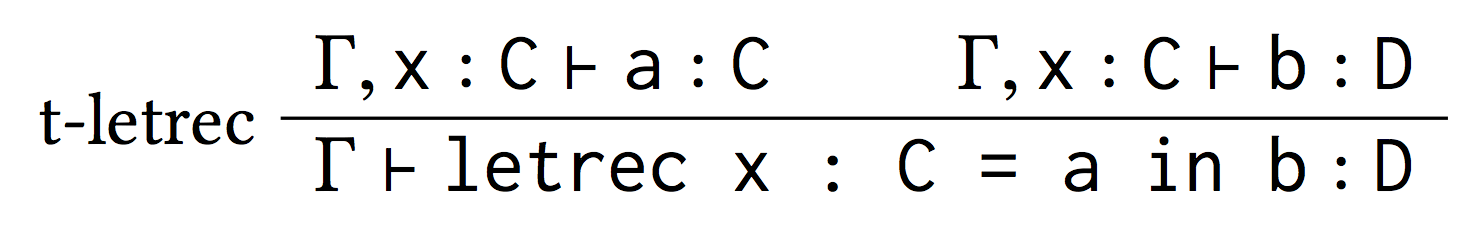 Γ, x : C ⊢ a : C Γ, x : C ⊢ b : D
t-letrec
Γ ⊢ letrec x : C = a in b : D